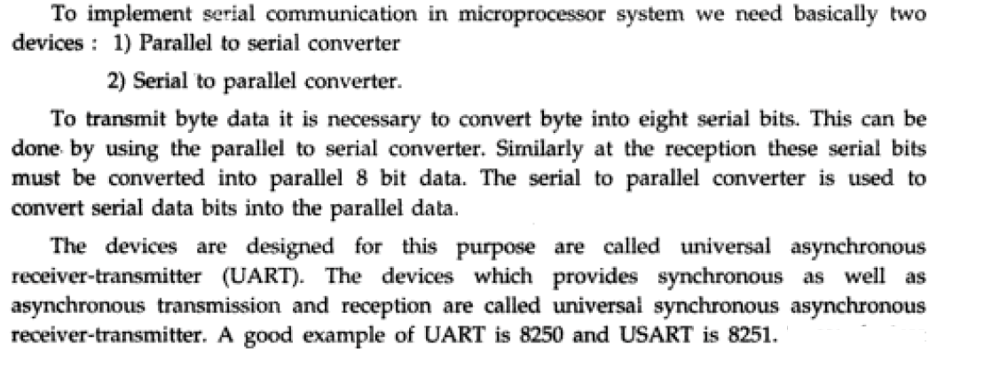 To implement serial communication in microprocessor system we need basically two
devices : 1) Parallel to serial converter
2) Serial to parallel converter.
To transmit byte data it is necessary to convert byte into eight serial bits. This can be
done by using the parallel to serial converter. Similarly at the reception these serial bits
must be converted into parallel 8 bit data. The serial to parallel converter is used to
convert serial data bits into the parallel data.
The devices are designed for this purpose are called universal asynchronous
receiver-transmitter (UART). The devices which provides synchronous as well as
asynchronous transmission and reception are called universal synchronous asynchronous
receiver-transmitter. A good example of UART is 8250 and USART is 8251.